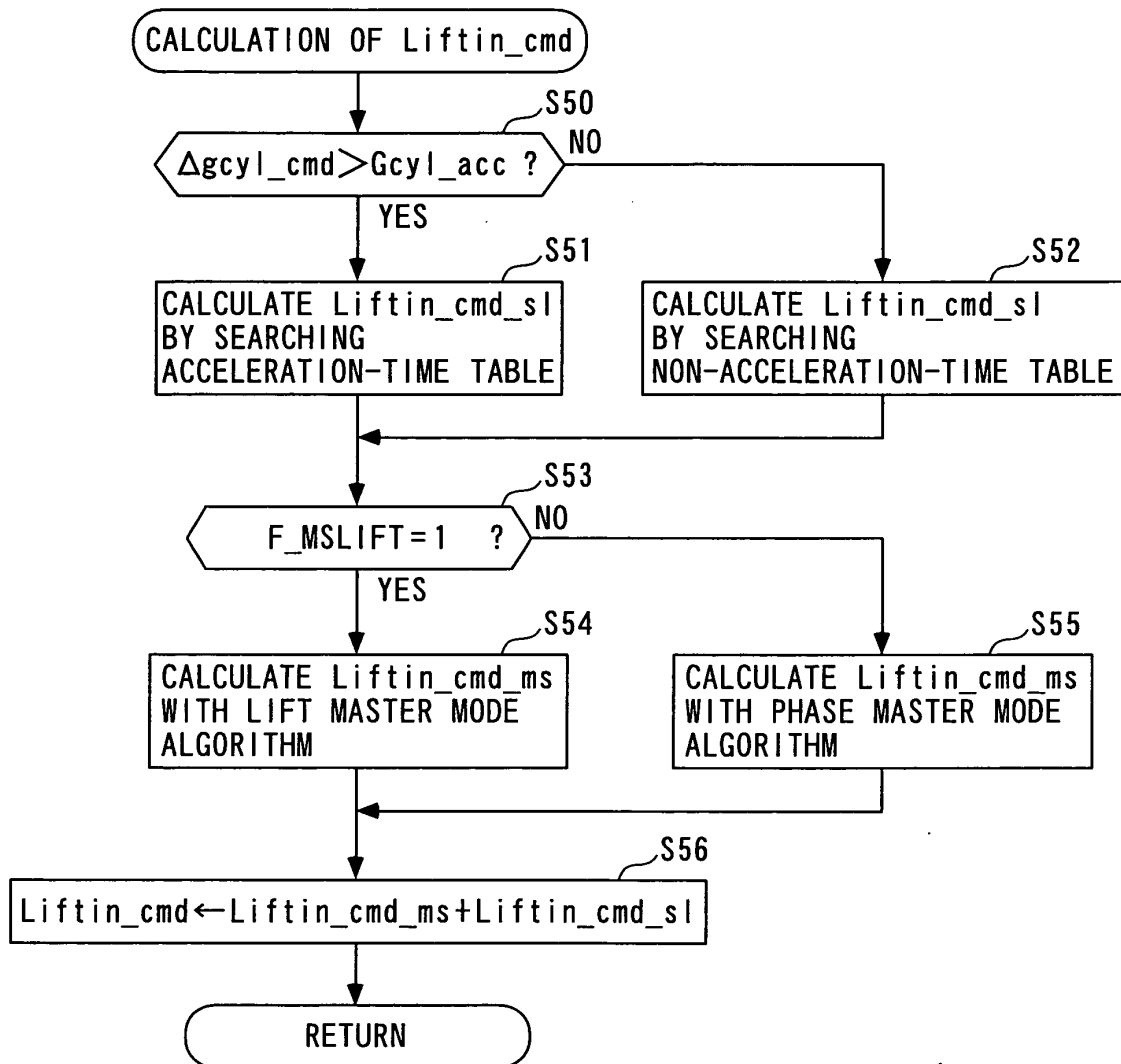 CALCULATION OF Liftin_cmd
S50
Δgcyl_cmd>Gcyl_acc ?
NO
YES
S51
CALCULATE Liftin_cmd_sl
BY SEARCHING
ACCELERATION-TIME TABLE
S52
CALCULATE Liftin_cmd_sl
BY SEARCHING
NON-ACCELERATION-TIME TABLE
S53
F_MSLIFT=1 ?
NO
YES
S54
CALCULATE Liftin_cmd_ms
WITH LIFT MASTER MODE
ALGORITHM
S55
CALCULATE Liftin_cmd_ms
WITH PHASE MASTER MODE
ALGORITHM
S56
Liftin_cmd←Liftin_cmd_ms+Liftin_cmd_sl
RETURN